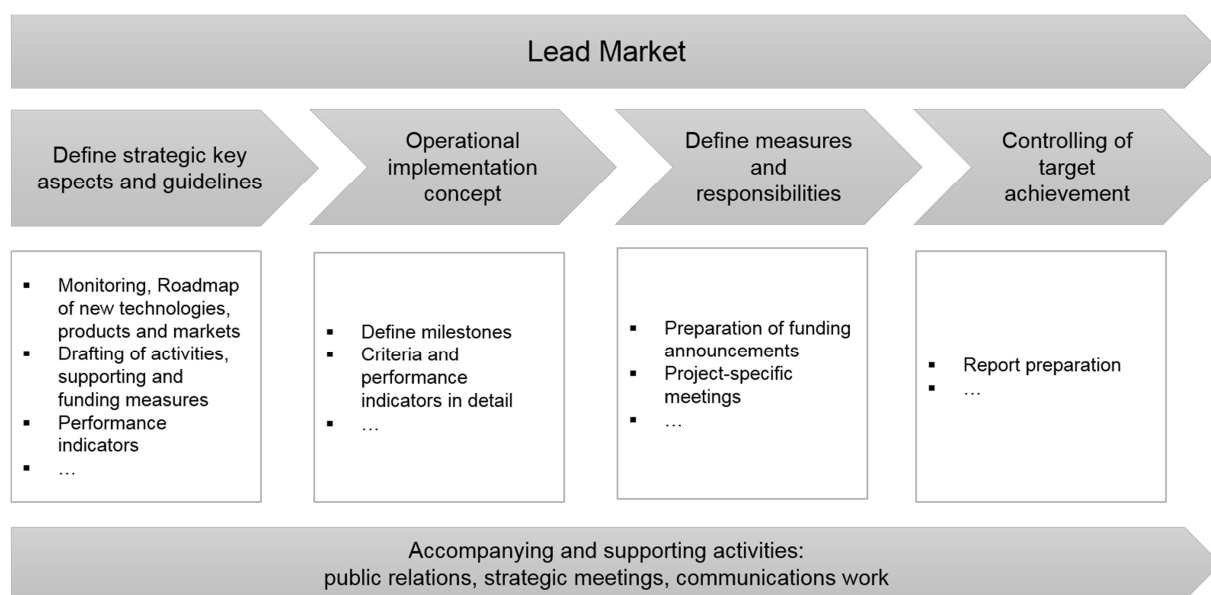 Lead Market
Define strategic key
aspects and guidelines
Operational
implementation
concept
Define measures
and
responsibilities
Controlling of
target
achievement
▪ Monitoring, Roadmap
of new technologies,
products and markets
▪ Drafting of activities,
supporting and
funding measures
▪ Performance
indicators
▪ …
▪ Define milestones
▪ Criteria and
performance
indicators in detail
▪ …
▪ Preparation of funding
announcements
▪ Project-specific
meetings
▪ …
▪ Report preparation
▪ …
Accompanying and supporting activities:
public relations, strategic meetings, communications work